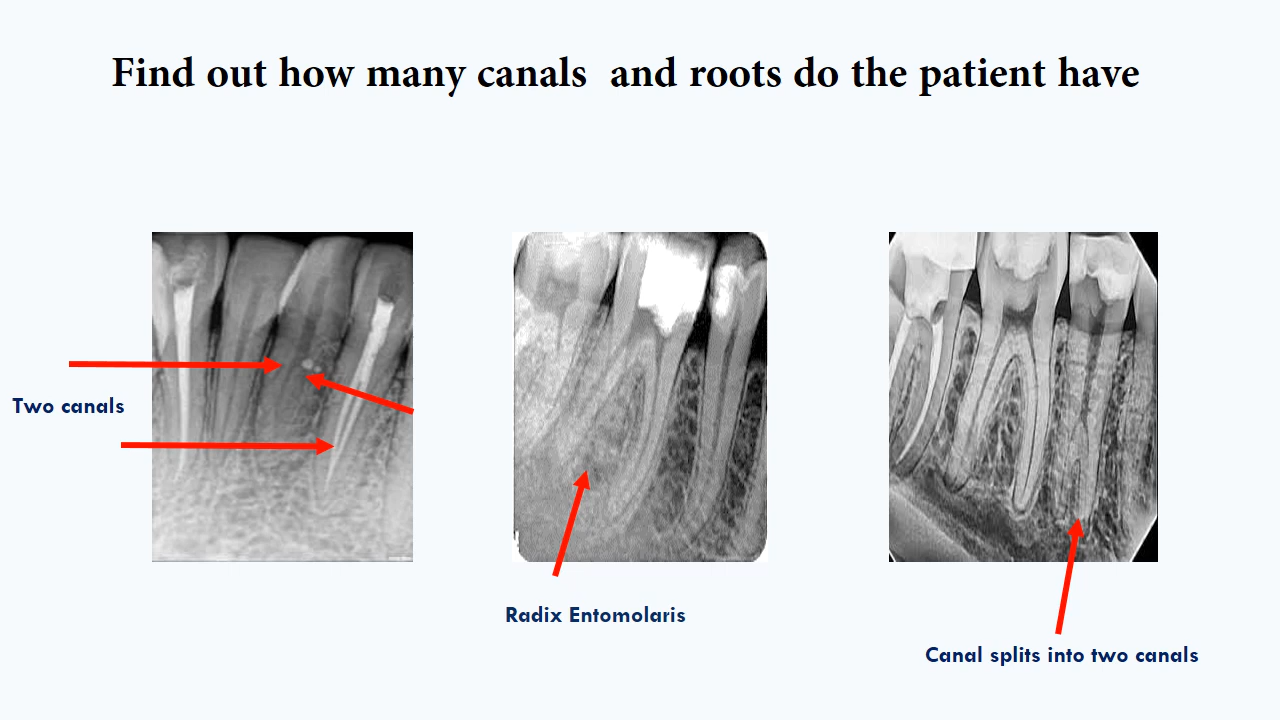 Find out how many canals  and roots do the patient have
Two canals
Radix Entomolaris
Canal splits into two canals